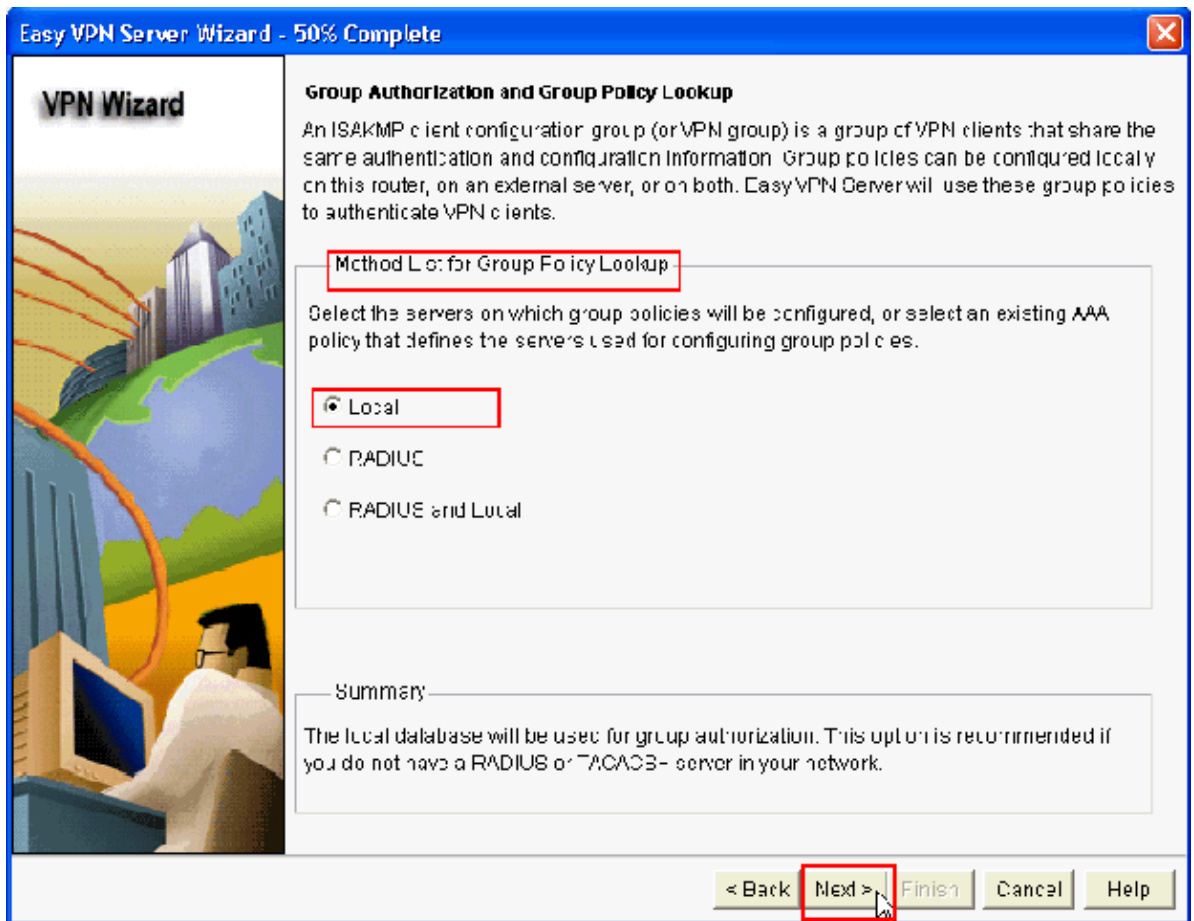 Easy VPN Server Wizard - 50% Complete
VPN Wizard
Group Authorization and Group Policy Lookup
An ISAKMP client configuration group (or VPN group) is a group of VPN clients that share the
same authentication and configuration information. Group policies can be configured locally
on this router, on an external server, or on both. Easy VPN Server will use these group policies
to authenticate VPN clients.
Method List for Group Policy Lookup
Select the servers on which group policies will be configured, or select an existing AAA
policy that defines the servers used for configuring group policies.
Local
RADIUS
RADIUS and Local
Summary
The local database will be used for group authorization. This option is recommended if
you do not have a RADIUS or TACACS+ server in your network.
< Back
Next >
Finish
Cancel
Help